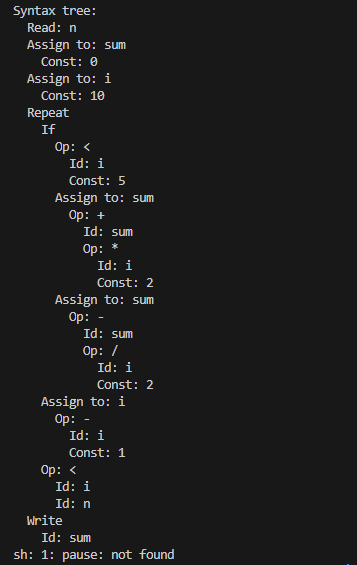 Syntax tree:
  Read: n
  Assign to: sum
    Const: 0
  Assign to: i
    Const: 10
  Repeat
    If
      Op: <
        Id: i
        Const: 5
      Assign to: sum
        Op: +
          Id: sum
          Op: *
            Id: i
            Const: 2
      Assign to: sum
        Op: -
          Id: sum
          Op: /
            Id: i
            Const: 2
    Assign to: i
      Op: -
        Id: i
        Const: 1
    Op: <
      Id: i
      Id: n
  Write
    Id: sum
sh: 1: pause: not found